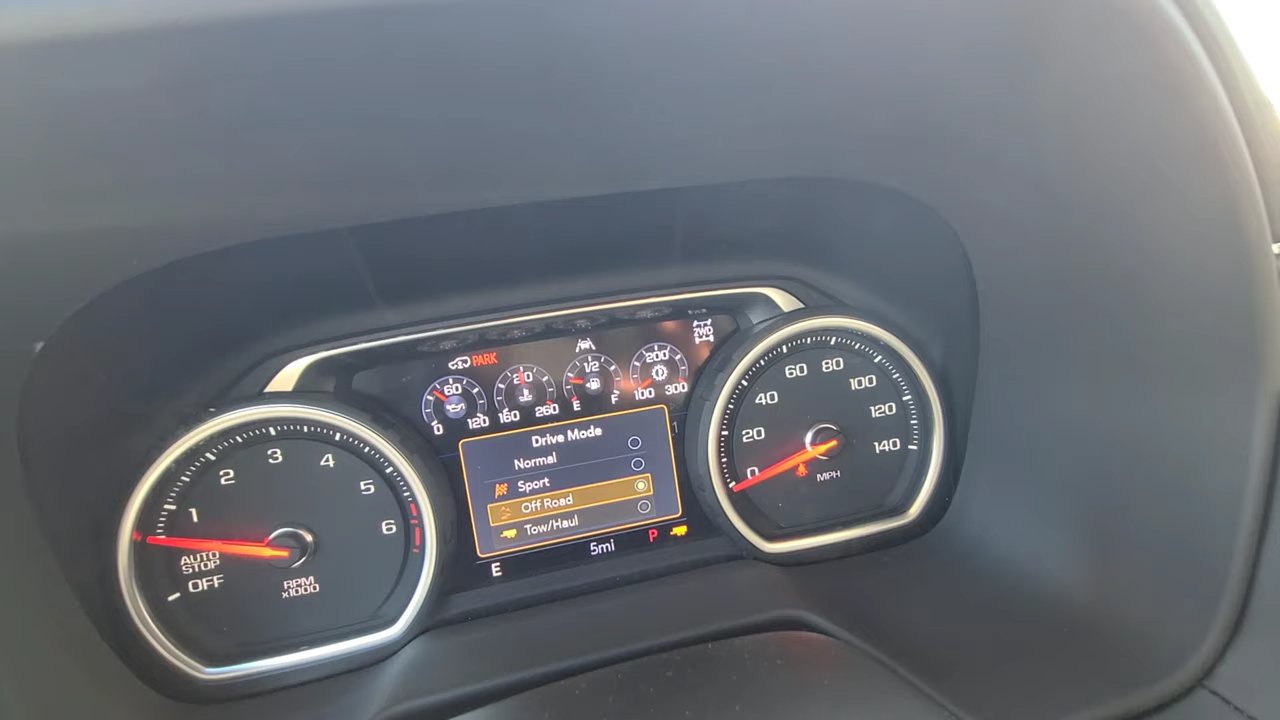 PARK
2WD
60
0 120
210
160 260
1/2
E F
200
100 300
Drive Mode
Normal
Sport
Off Road
Tow/Haul
E 5mi P
1 2 3 4 5 6
AUTO
STOP
OFF
RPM
x1000
0 20 40 60 80 100 120 140
MPH